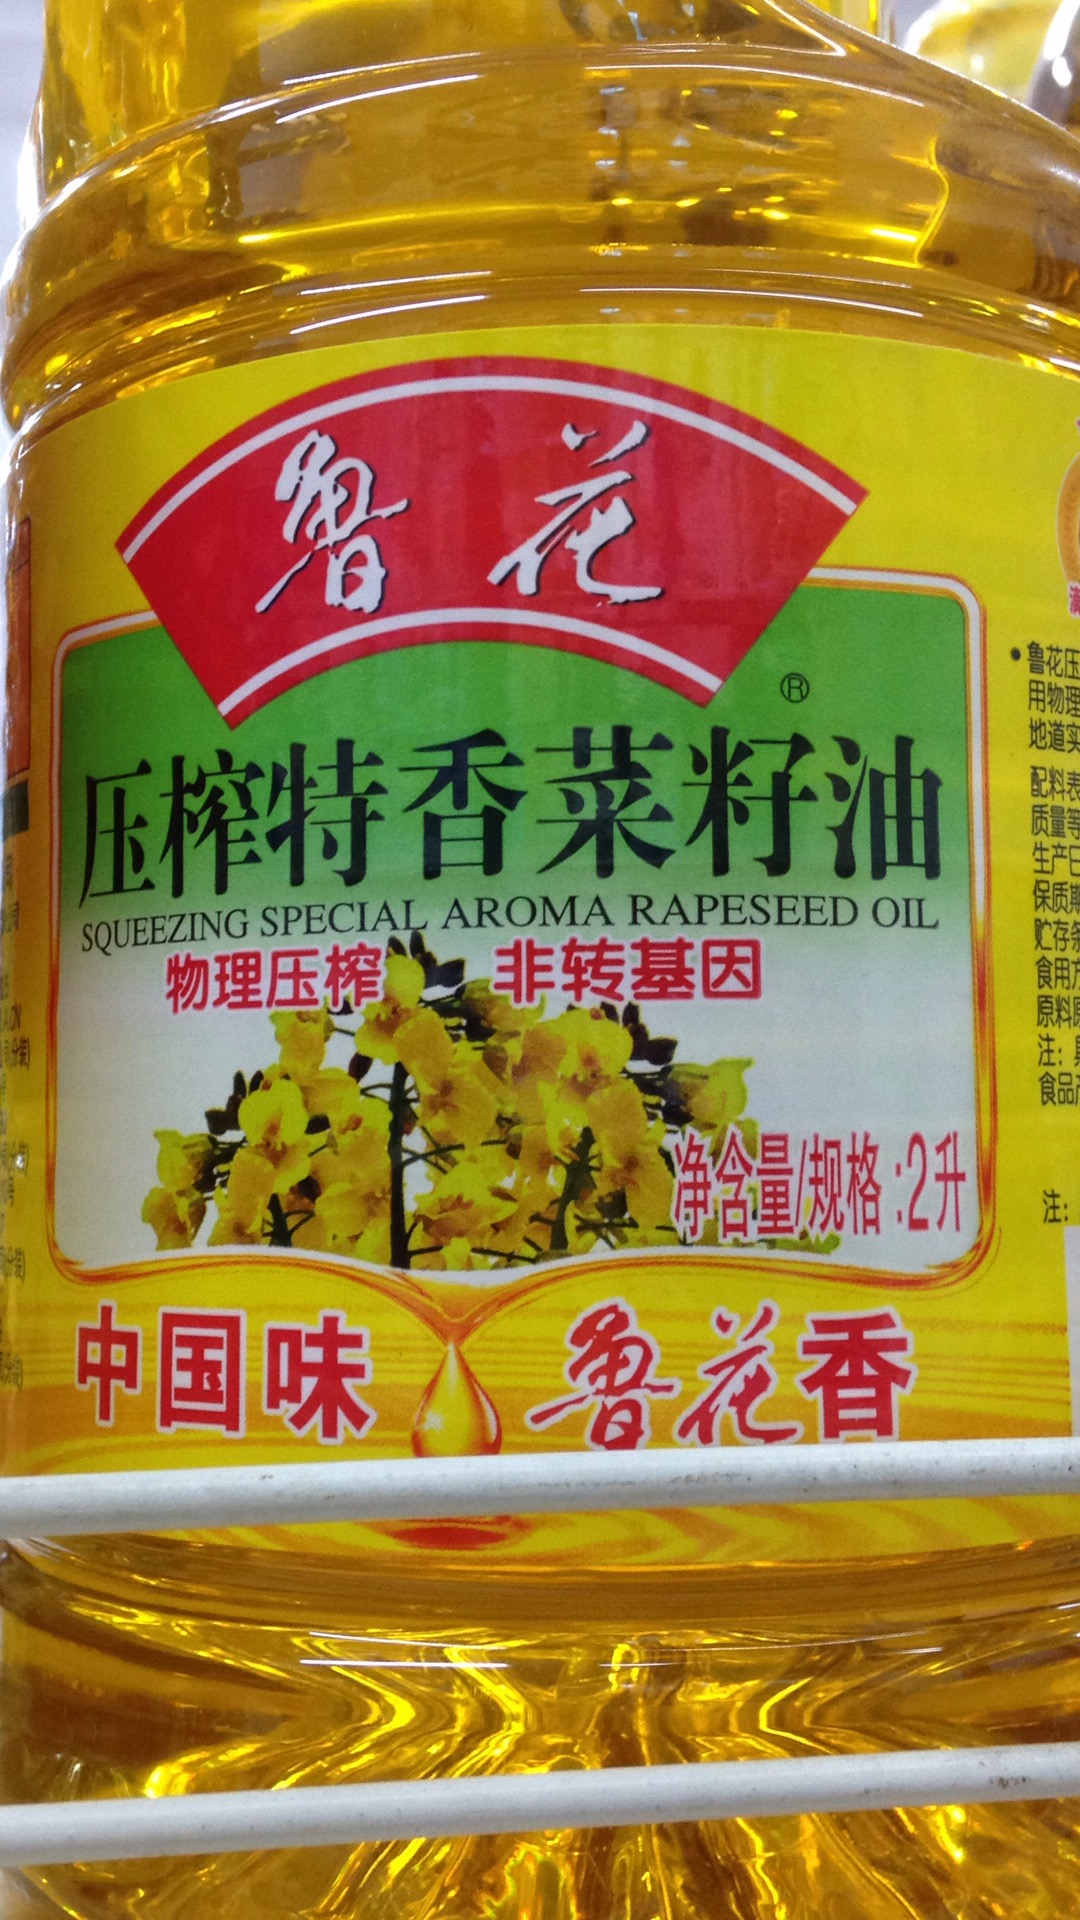 鲁花
®
压榨特香菜籽油
SQUEEZING SPECIAL AROMA RAPESEED OIL
物理压榨 非转基因
净含量/规格:2升
中国味 鲁花香
•鲁花压
用物理
地道实
配料表
质量等
生产日
保质期
贮存条
食用方
原料原
注:
食品产
注: